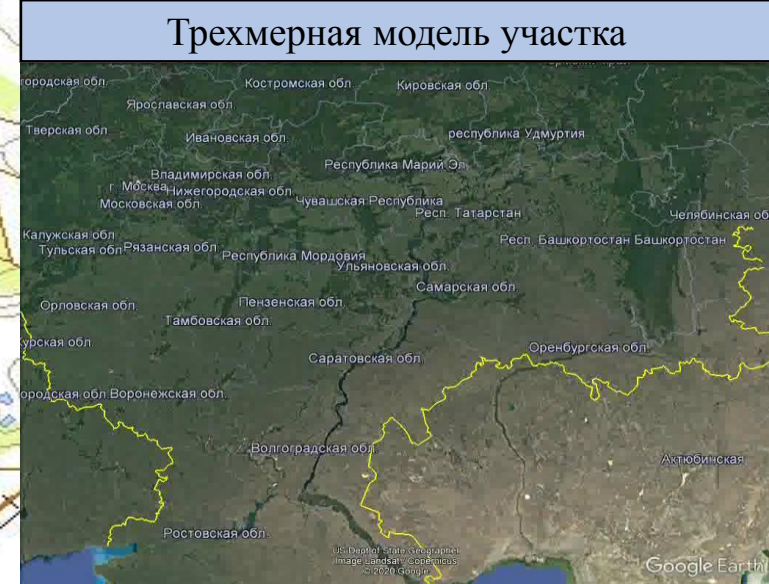 Трехмерная модель участка
городская обл.
Костромская обл
Кировская обл.
Ярославская обл.
Тверская обл
Ивановская обл.
республика Удмуртия
Владимирская обл.
Республика Марий Эл
г. Москва
Нижегородская обл.
Московская обл.
Чувашская Республика
Респ. Татарстан
Челябинская об
Калужская обл.
Тульская обл
Рязанская обл
Республика Мордовия
Респ. Башкортостан Башкортостан
Ульяновская обл.
Самарская обл.
Орловская обл.
Пензенская обл.
Тамбовская обл.
урская обл.
Саратовская обл.
Оренбургская обл.
ородская обл.
Воронежская обл.
Волгоградская обл
Актюбинская
Ростовская обл.
US Dept of State Geographer
Image Landsat / Copernicus
© 2020 Google
Google Earth